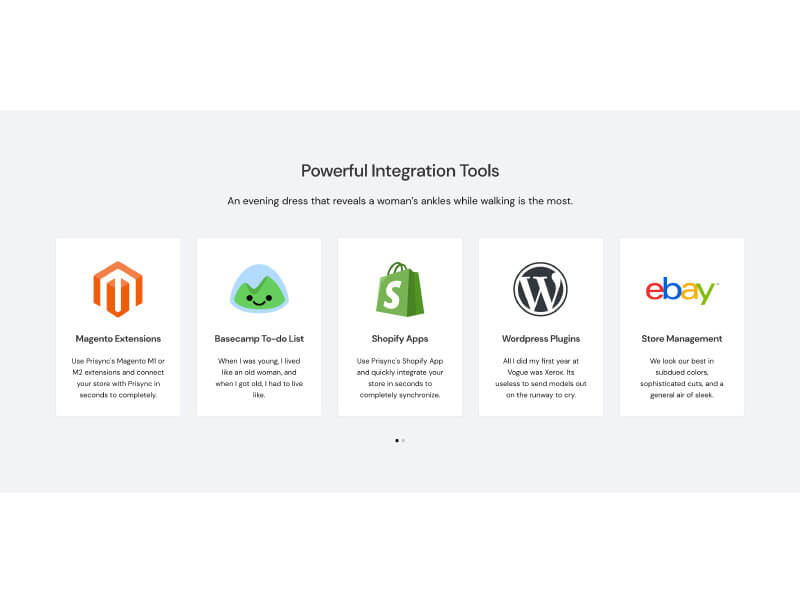 Powerful Integration Tools
An evening dress that reveals a woman's ankles while walking is the most.
Magento Extensions
Use Prisync's Magento M1 or
M2 extensions and connect
your store with Prisync in
seconds to completely.
Basecamp To-do List
When I was young, I lived
like an old woman, and
when I got old, I had to live
like.
S
Shopify Apps
Use Prisync's Shopify App
and quickly integrate your
store in seconds to
completely synchronize.
W
Wordpress Plugins
All I did my first year at
Vogue was Xerox. Its
useless to send models out
on the runway to cry.
ebay™
Store Management
We look our best in
subdued colors,
sophisticated cuts, and a
general air of sleek.